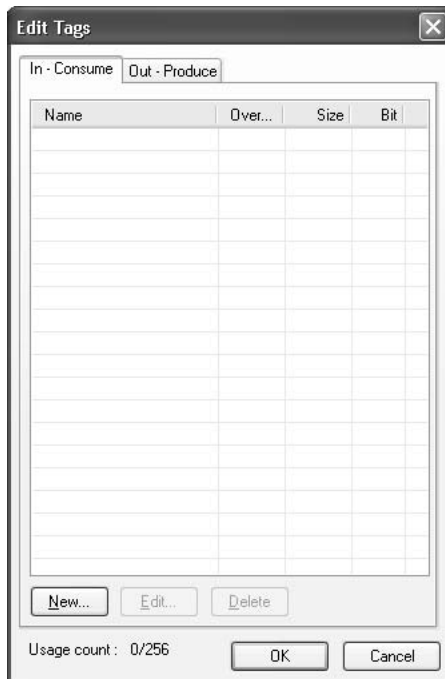 Edit Tags
In - Consume Out - Produce
Name Over... Size Bit
New... Edit... Delete
Usage count : 0/256 OK Cancel